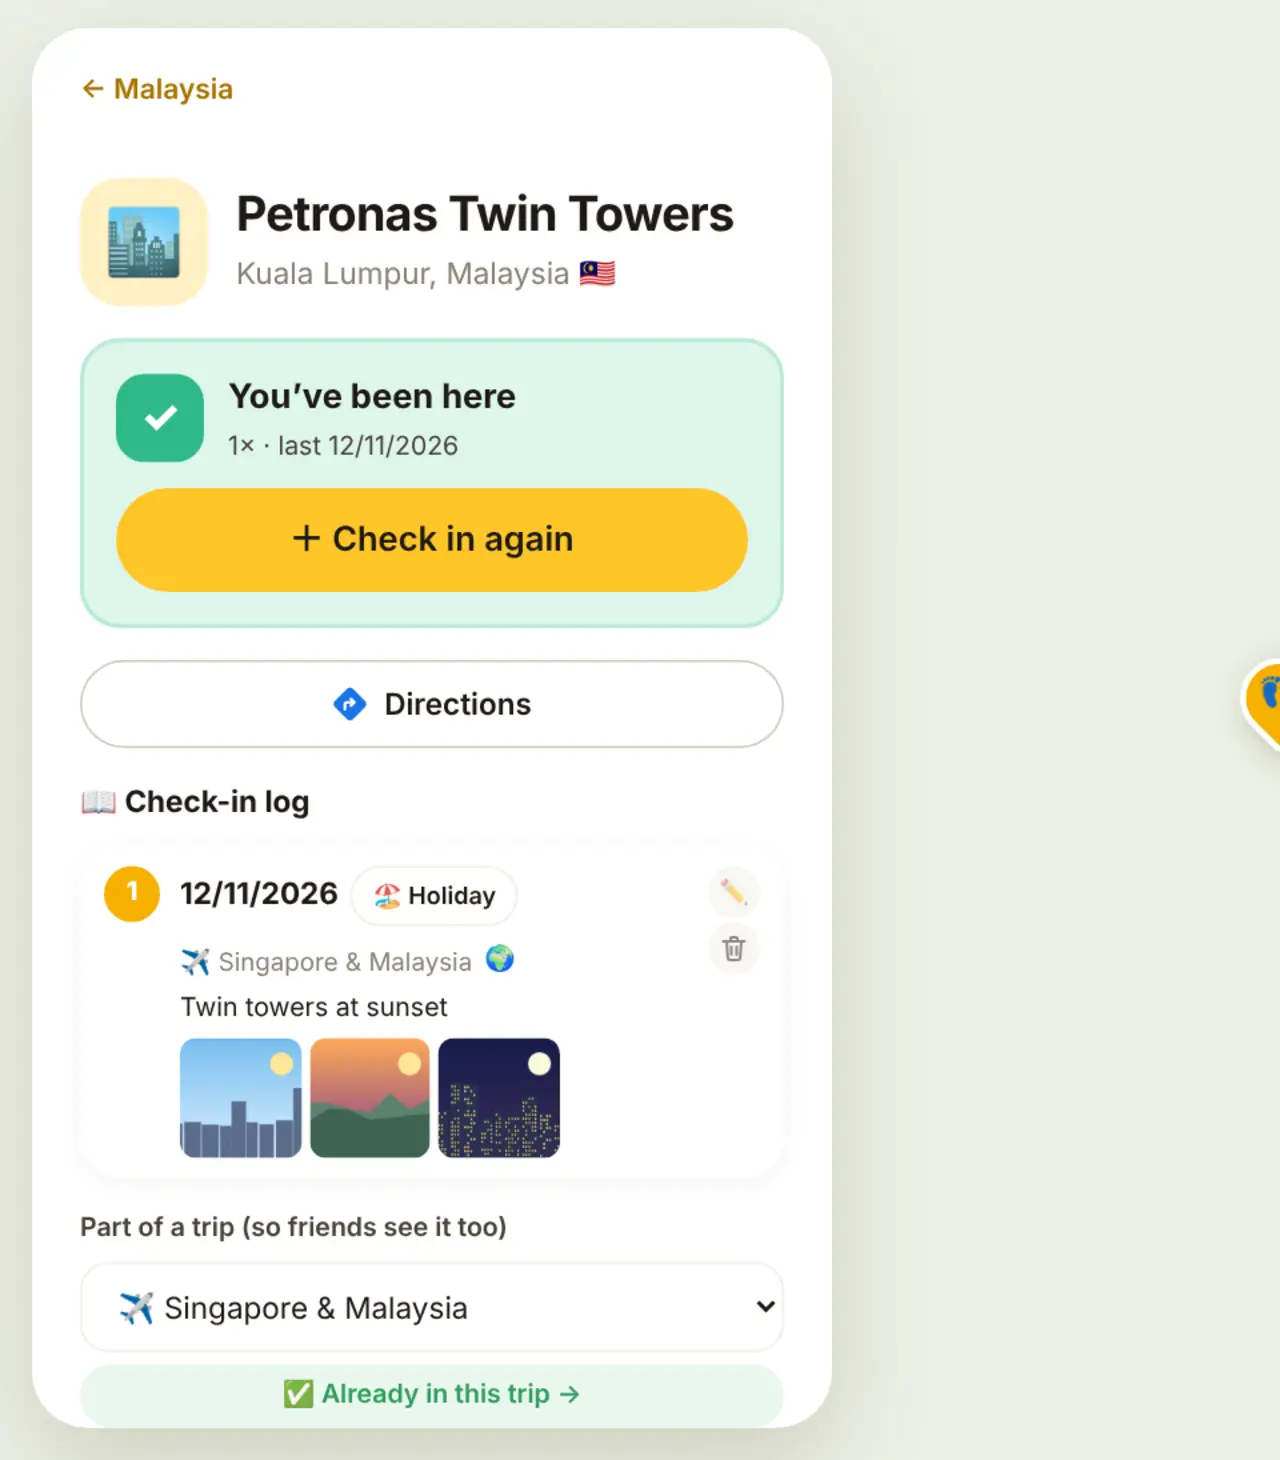 ← Malaysia
Petronas Twin Towers
Kuala Lumpur, Malaysia 🇲🇾
You’ve been here
1× · last 12/11/2026
+ Check in again
Directions
📖 Check-in log
1 12/11/2026 🏖️ Holiday
✈️ Singapore & Malaysia 🌍
Twin towers at sunset
Part of a trip (so friends see it too)
✈️ Singapore & Malaysia
✅ Already in this trip →